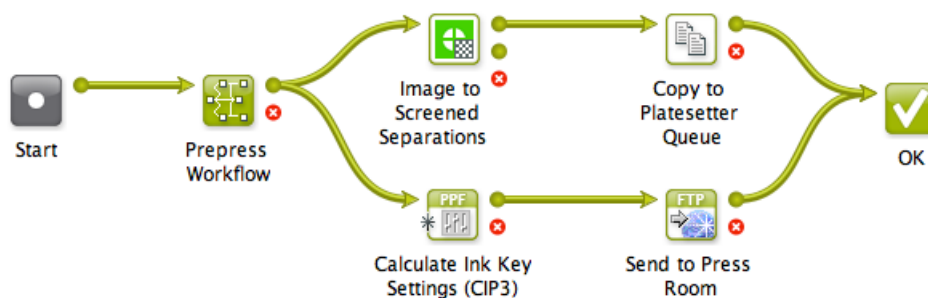 Start
Prepress
Workflow
Image to
Screened
Separations
Copy to
Platesetter
Queue
OK
PPF
Calculate Ink Key
Settings (CIP3)
FTP
Send to Press
Room